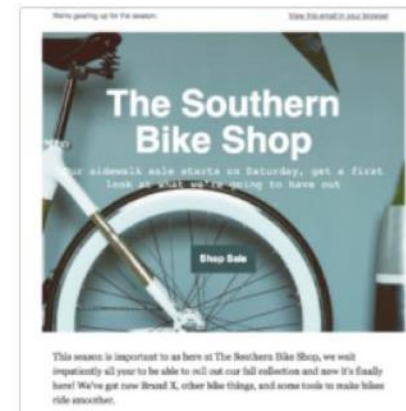 We're gearing up for the season.
View this email in your browser
The Southern
Bike Shop
Our sidewalk sale starts on Saturday, get a first
look at what we're going to have out
Shop Sale
This season is important to us here at The Southern Bike Shop, we wait
impatiently all year to be able to roll out our fall collection and now it's finally
here! We've got new Brand X, other bike things, and some tools to make bikes
ride smoother.